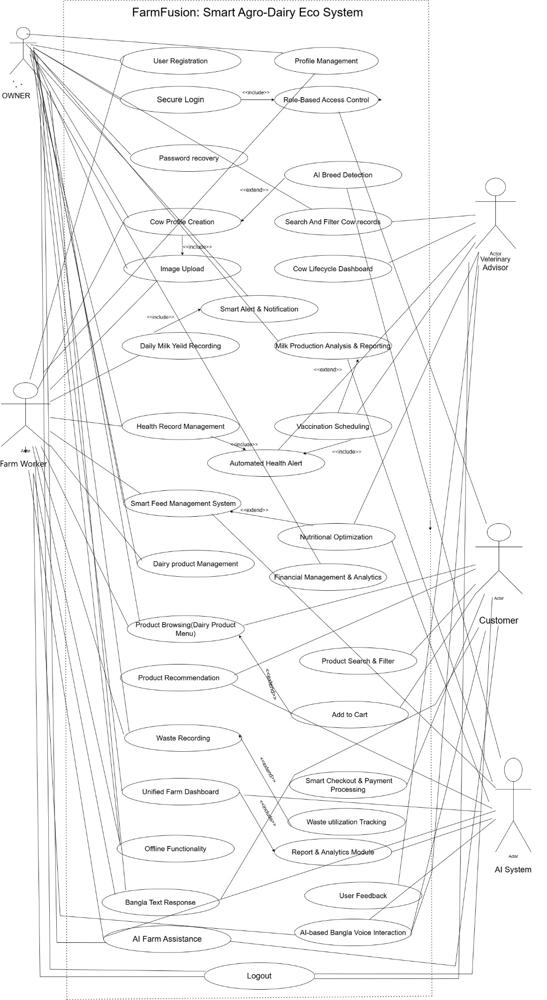 FarmFusion: Smart Agro-Dairy Eco System
User Registration
Profile Management
OWNER
Secure Login
<<include>>
Role-Based Access Control
Password recovery
AI Breed Detection
<<extend>>
Cow Profile Creation
Search And Filter Cow records
<<include>>
Actor
Veterinary
Advisor
Image Upload
Cow Lifecycle Dashboard
Smart Alert & Notification
<<include>>
Daily Milk Yeild Recording
Milk Production Analysis & Reporting
<<extend>>
Health Record Management
Vaccination Scheduling
<<include>>
<<include>>
Actor
Farm Worker
Automated Health Alert
Smart Feed Management System
<<extend>>
Nutritional Optimization
Dairy product Management
Financial Management & Analytics
Actor
Customer
Product Browsing(Dairy Product
Menu)
Product Search & Filter
Product Recommendation
<<extend>>
Add to Cart
Waste Recording
<<extend>>
Smart Checkout & Payment
Processing
Unified Farm Dashboard
<<include>>
Waste utilization Tracking
Offline Functionality
Report & Analytics Module
Actor
AI System
User Feedback
Bangla Text Response
AI-based Bangla Voice Interaction
AI Farm Assistance
Logout